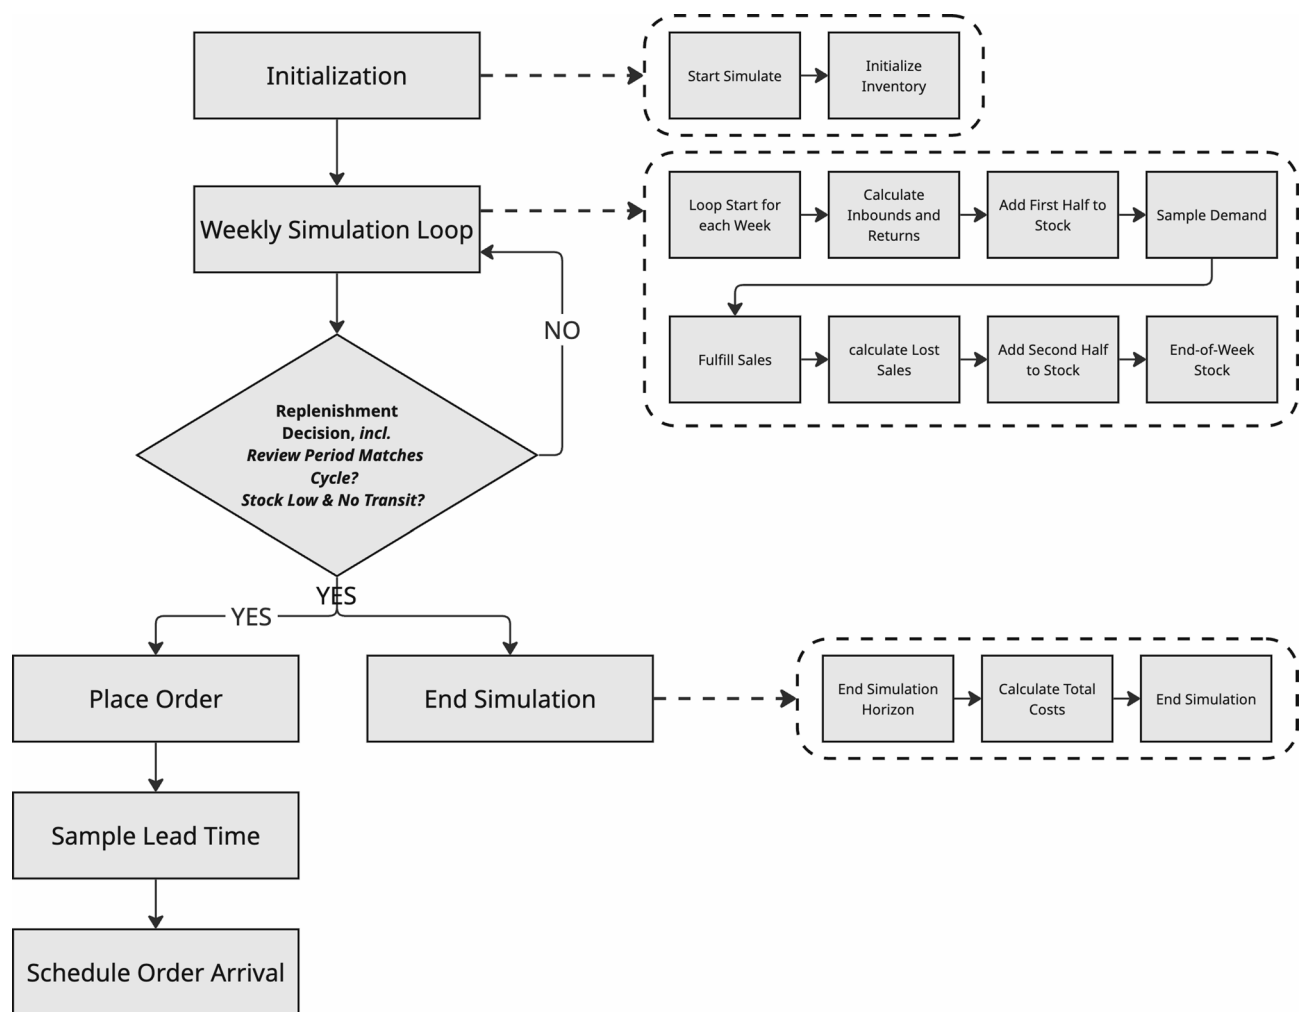 Initialization
Start Simulate
Initialize
Inventory
Weekly Simulation Loop
Loop Start for
each Week
Calculate
Inbounds and
Returns
Add First Half to
Stock
Sample Demand
Fulfill Sales
calculate Lost
Sales
Add Second Half
to Stock
End-of-Week
Stock
NO
Replenishment
Decision, incl.
Review Period Matches
Cycle?
Stock Low & No Transit?
YES
YES
Place Order
End Simulation
End Simulation
Horizon
Calculate Total
Costs
End Simulation
Sample Lead Time
Schedule Order Arrival